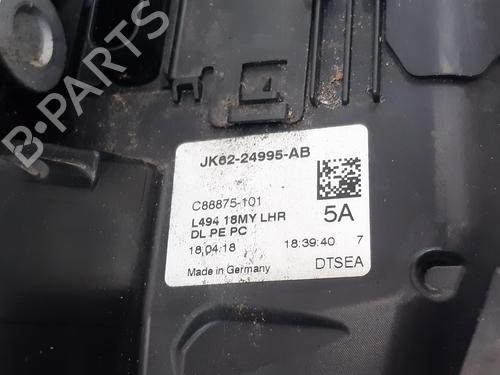 JK62-24995-AB
C88875-101
5A
L494 18MY LHR
DL PE PC
18.04.18 18:39:40 7
Made in Germany DTSEA
B-PARTS